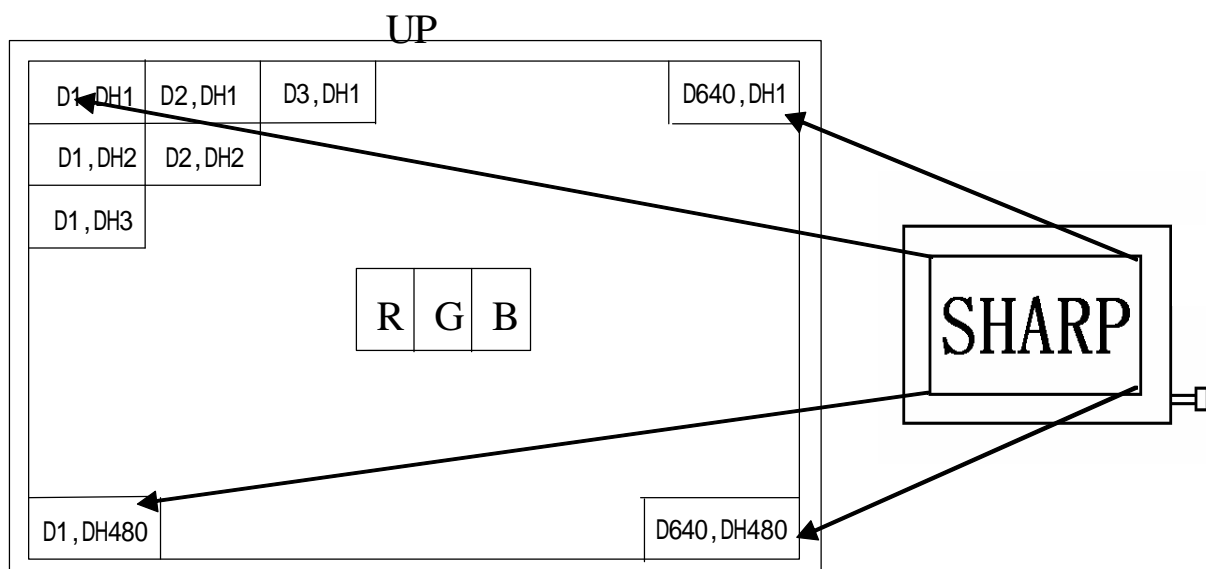 UP
D1,DH1 D2,DH1 D3,DH1 D640,DH1
D1,DH2 D2,DH2
D1,DH3
R G B
SHARP
D1,DH480 D640,DH480